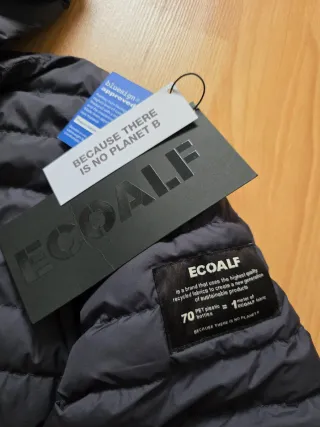 bluesign®
approved
BECAUSE THERE
IS NO PLANET B
ECOALF
ECOALF
is a brand that uses the highest quality
recycled fabrics to create a new generation
of sustainable products
70 PET plastic bottles = 1 meter of ECOALF fabric
BECAUSE THERE IS NO PLANET B